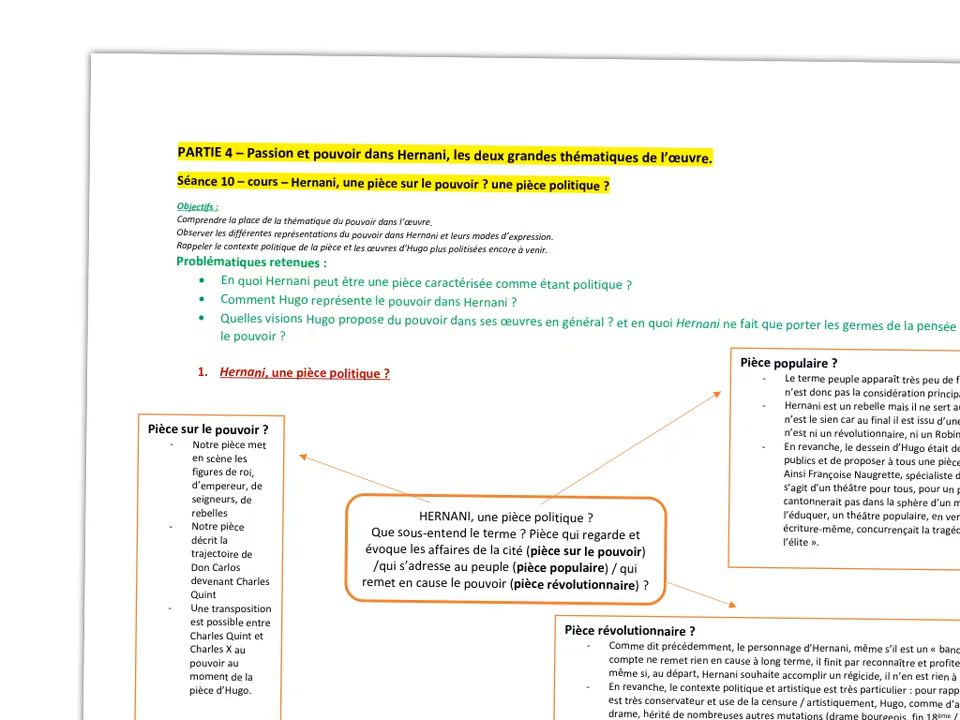 PARTIE 4 – Passion et pouvoir dans Hernani, les deux grandes thématiques de l'œuvre.
Séance 10 – cours – Hernani, une pièce sur le pouvoir ? une pièce politique ?
Objectifs :
Comprendre la place de la thématique du pouvoir dans l'œuvre.
Observer les différentes représentations du pouvoir dans Hernani et leurs modes d'expression.
Rappeler le contexte politique de la pièce et les œuvres d'Hugo plus politisées encore à venir.
Problématiques retenues :
• En quoi Hernani peut être une pièce caractérisée comme étant politique ?
• Comment Hugo représente le pouvoir dans Hernani ?
• Quelles visions Hugo propose du pouvoir dans ses œuvres en général ? et en quoi Hernani ne fait que porter les germes de la pensée
le pouvoir ?
1. Hernani, une pièce politique ?
Pièce sur le pouvoir ?
- Notre pièce met
en scène les
figures de roi,
d'empereur, de
seigneurs, de
rebelles
- Notre pièce
décrit la
trajectoire de
Don Carlos
devenant Charles
Quint
- Une transposition
est possible entre
Charles Quint et
Charles X au
pouvoir au
moment de la
pièce d'Hugo.
HERNANI, une pièce politique ?
Que sous-entend le terme ? Pièce qui regarde et
évoque les affaires de la cité (pièce sur le pouvoir)
/qui s'adresse au peuple (pièce populaire) / qui
remet en cause le pouvoir (pièce révolutionnaire) ?
Pièce populaire ?
- Le terme peuple apparaît très peu de
n'est donc pas la considération
- Hernani est un rebelle mais il ne sert
n'est le sien car au final il est issu
n'est ni un révolutionnaire, ni un
- En revanche, le dessein d'Hugo était
publics et de proposer à tous une pièce
Ainsi Françoise Naugrette, spécialiste
s'agit d'un théâtre pour tous, pour un
cantonnerait pas dans la sphère d'un
l'éduquer, un théâtre populaire, en
écriture-même, concurrençait la
l'élite ».
Pièce révolutionnaire ?
- Comme dit précédemment, le personnage d'Hernani, même s'il est un «
compte ne remet rien en cause à long terme, il finit par reconnaître et
même si, au départ, Hernani souhaite accomplir un régicide, il n'en est rien à
- En revanche, le contexte politique et artistique est très particulier : pour
est très conservateur et use de la censure / artistiquement, Hugo, comme
drame, hérité de nombreuses autres mutations (drame bourgeois, fin 18ème /